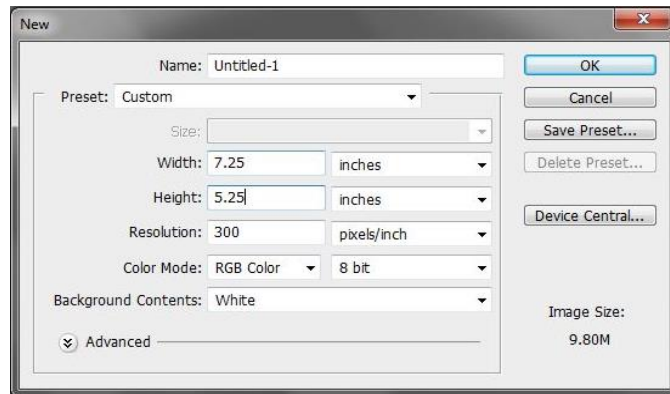 New
Name: Untitled-1
OK
Preset: Custom
Cancel
Size:
Save Preset...
Width: 7.25 inches
Delete Preset...
Height: 5.25 inches
Device Central...
Resolution: 300 pixels/inch
Color Mode: RGB Color 8 bit
Background Contents: White
Image Size:
9.80M
Advanced